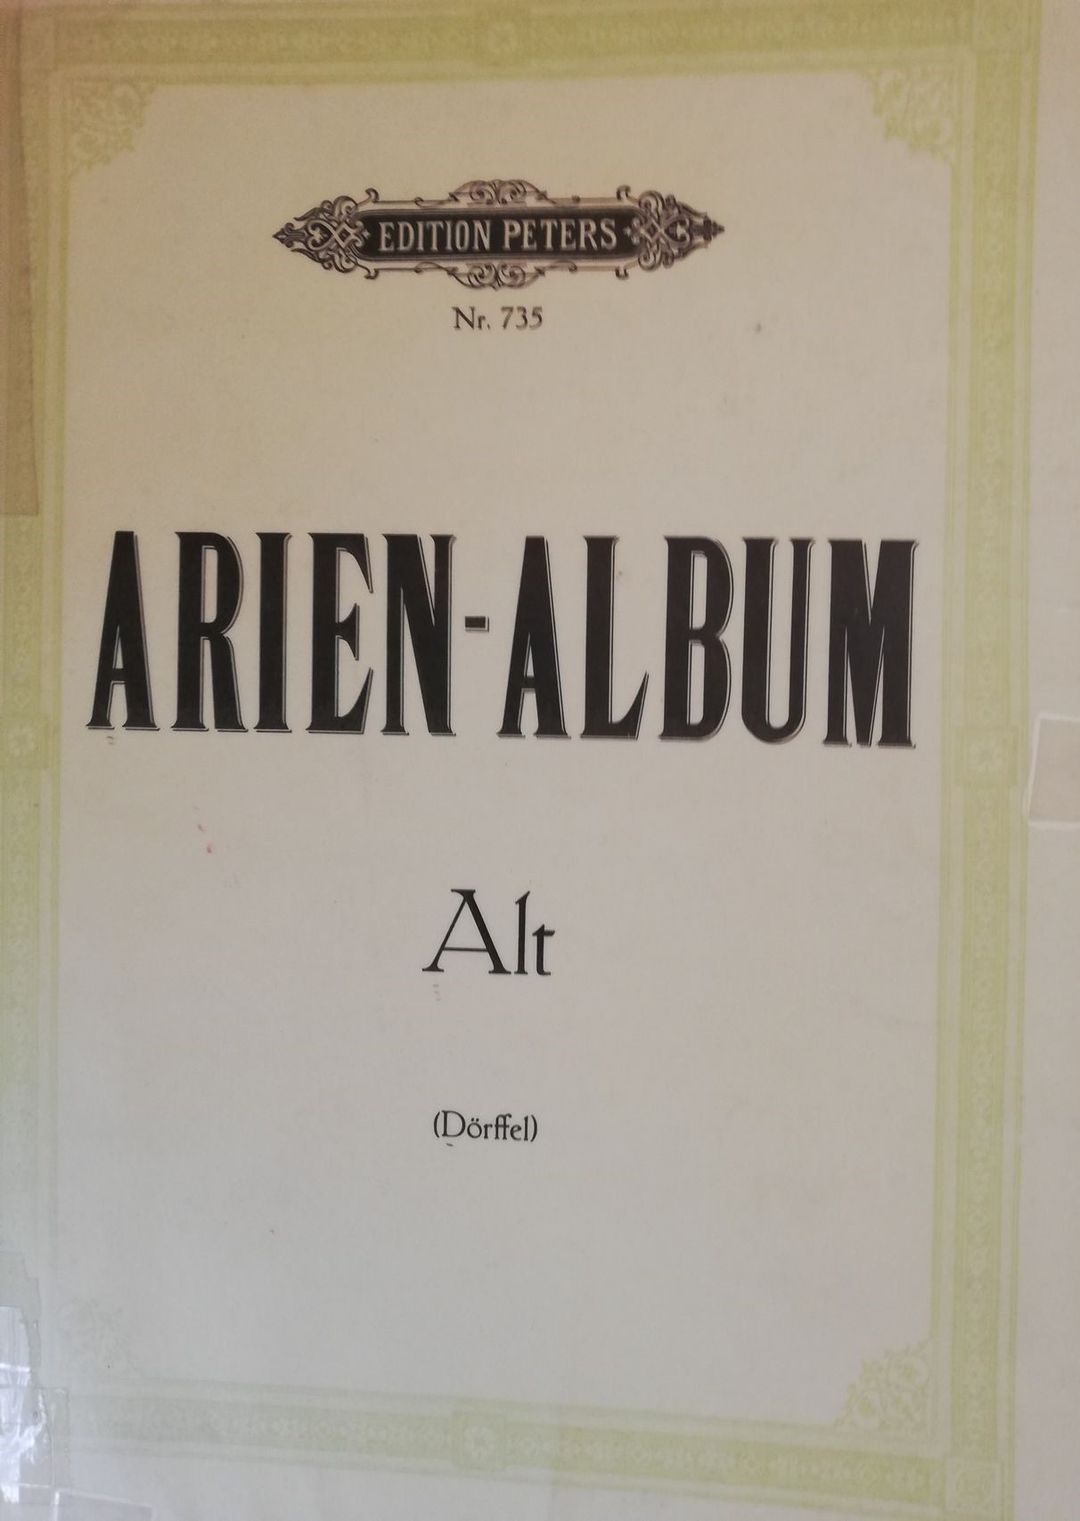 EDITION PETERS
Nr. 735
ARIEN-ALBUM
Alt
(Dörffel)